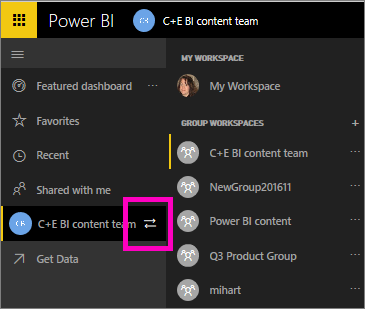 Power BI
C+E BI content team
Featured dashboard
Favorites
Recent
Shared with me
C+E BI content team
Get Data
MY WORKSPACE
My Workspace
GROUP WORKSPACES +
C+E BI content team
NewGroup201611
Power BI content
Q3 Product Group
mihart